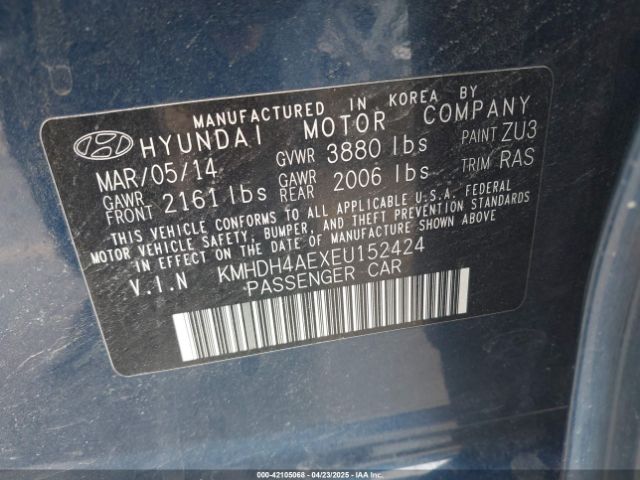 MANUFACTURED IN KOREA BY
HYUNDAI MOTOR COMPANY
MAR/05/14 GVWR 3880 lbs PAINT ZU3
GAWR FRONT 2161 lbs GAWR REAR 2006 lbs TRIM RAS
THIS VEHICLE CONFORMS TO ALL APPLICABLE U.S.A. FEDERAL
MOTOR VEHICLE SAFETY, BUMPER, AND THEFT PREVENTION STANDARDS
IN EFFECT ON THE DATE OF MANUFACTURE SHOWN ABOVE
V.I.N KMHDH4AEXEU152424
PASSENGER CAR
000-42105068 - 04/23/2025 - IAAI.COM